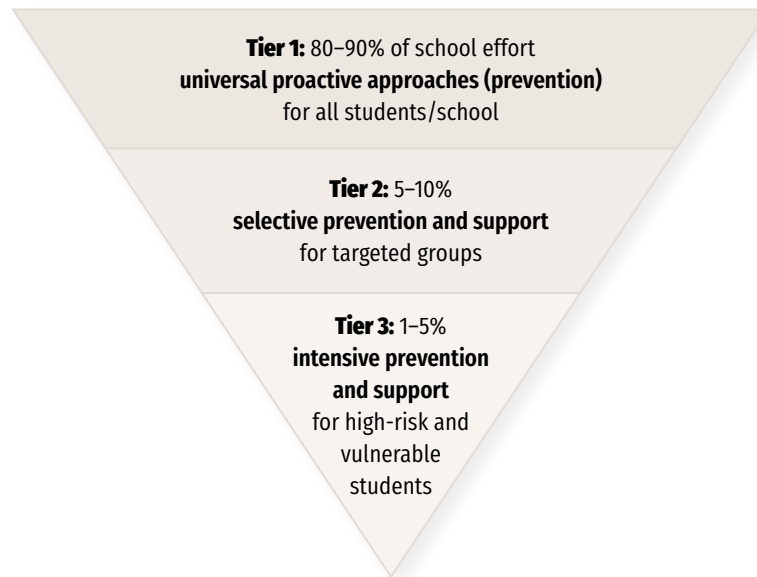 Tier 1: 80–90% of school effort
universal proactive approaches (prevention)
for all students/school
Tier 2: 5–10%
selective prevention and support
for targeted groups
Tier 3: 1–5%
intensive prevention
and support
for high-risk and
vulnerable
students